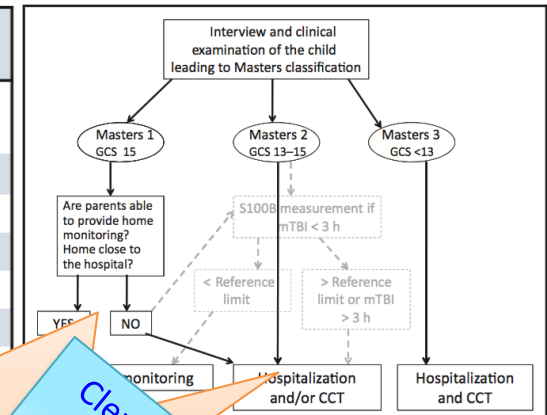 Interview and clinical
examination of the child
leading to Masters classification
Masters 1
GCS 15
Masters 2
GCS 13–15
Masters 3
GCS <13
Are parents able
to provide home
monitoring?
Home close to
the hospital?
S100B measurement if
mTBI < 3 h
< Reference
limit
> Reference
limit or mTBI
> 3 h
YES
NO
monitoring
Hospitalization
and/or CCT
Hospitalization
and CCT